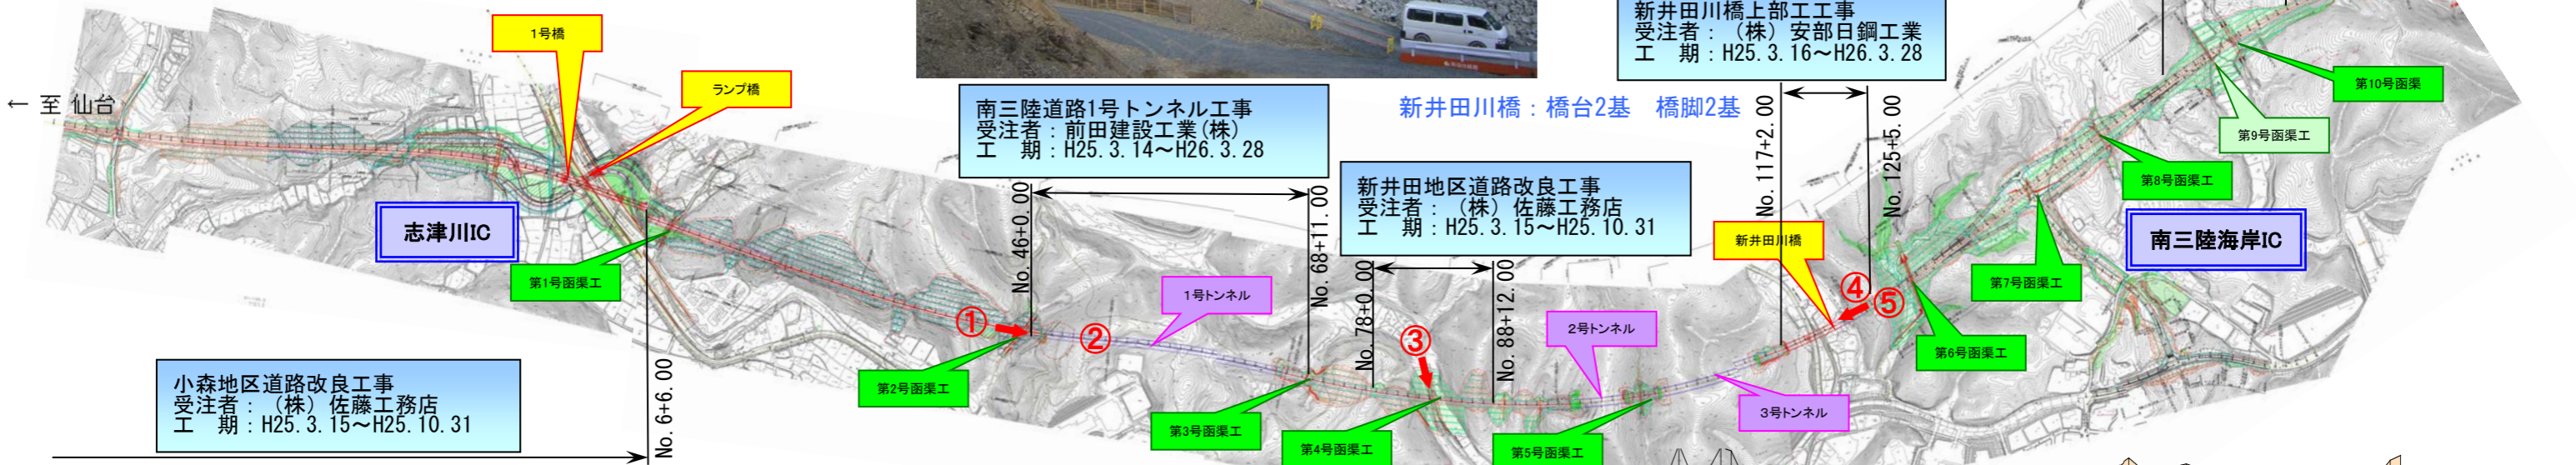 1号橋
ランプ橋
← 至 仙台
志津川IC
第1号函渠工
小森地区道路改良工事
受注者：（株）佐藤工務店
工　期：H25.3.15～H25.10.31
No. 6+6.00
南三陸道路1号トンネル工事
受注者：前田建設工業(株)
工　期：H25.3.14～H26.3.28
No. 46+0.00
No. 68+11.00
①
②
1号トンネル
第2号函渠工
第3号函渠工
新井田地区道路改良工事
受注者：（株）佐藤工務店
工　期：H25.3.15～H25.10.31
No. 78+0.00
No. 88+12.00
③
第4号函渠工
第5号函渠工
2号トンネル
3号トンネル
新井田川橋上部工工事
受注者：（株）安部日鋼工業
工　期：H25.3.16～H26.3.28
新井田川橋：橋台2基　橋脚2基
No. 117+2.00
No. 125+5.00
新井田川橋
④
⑤
第6号函渠工
第7号函渠工
第8号函渠工
第9号函渠工
第10号函渠
南三陸海岸IC